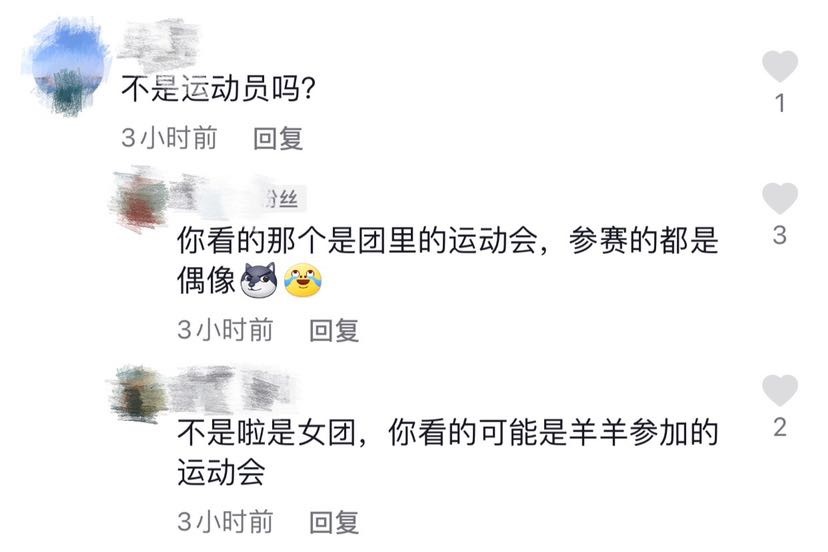 不是运动员吗?
1
3小时前 回复
粉丝
你看的那个是团里的运动会，参赛的都是
3
偶像
3小时前 回复
不是啦是女团，你看的可能是羊羊参加的
2
运动会
3小时前 回复